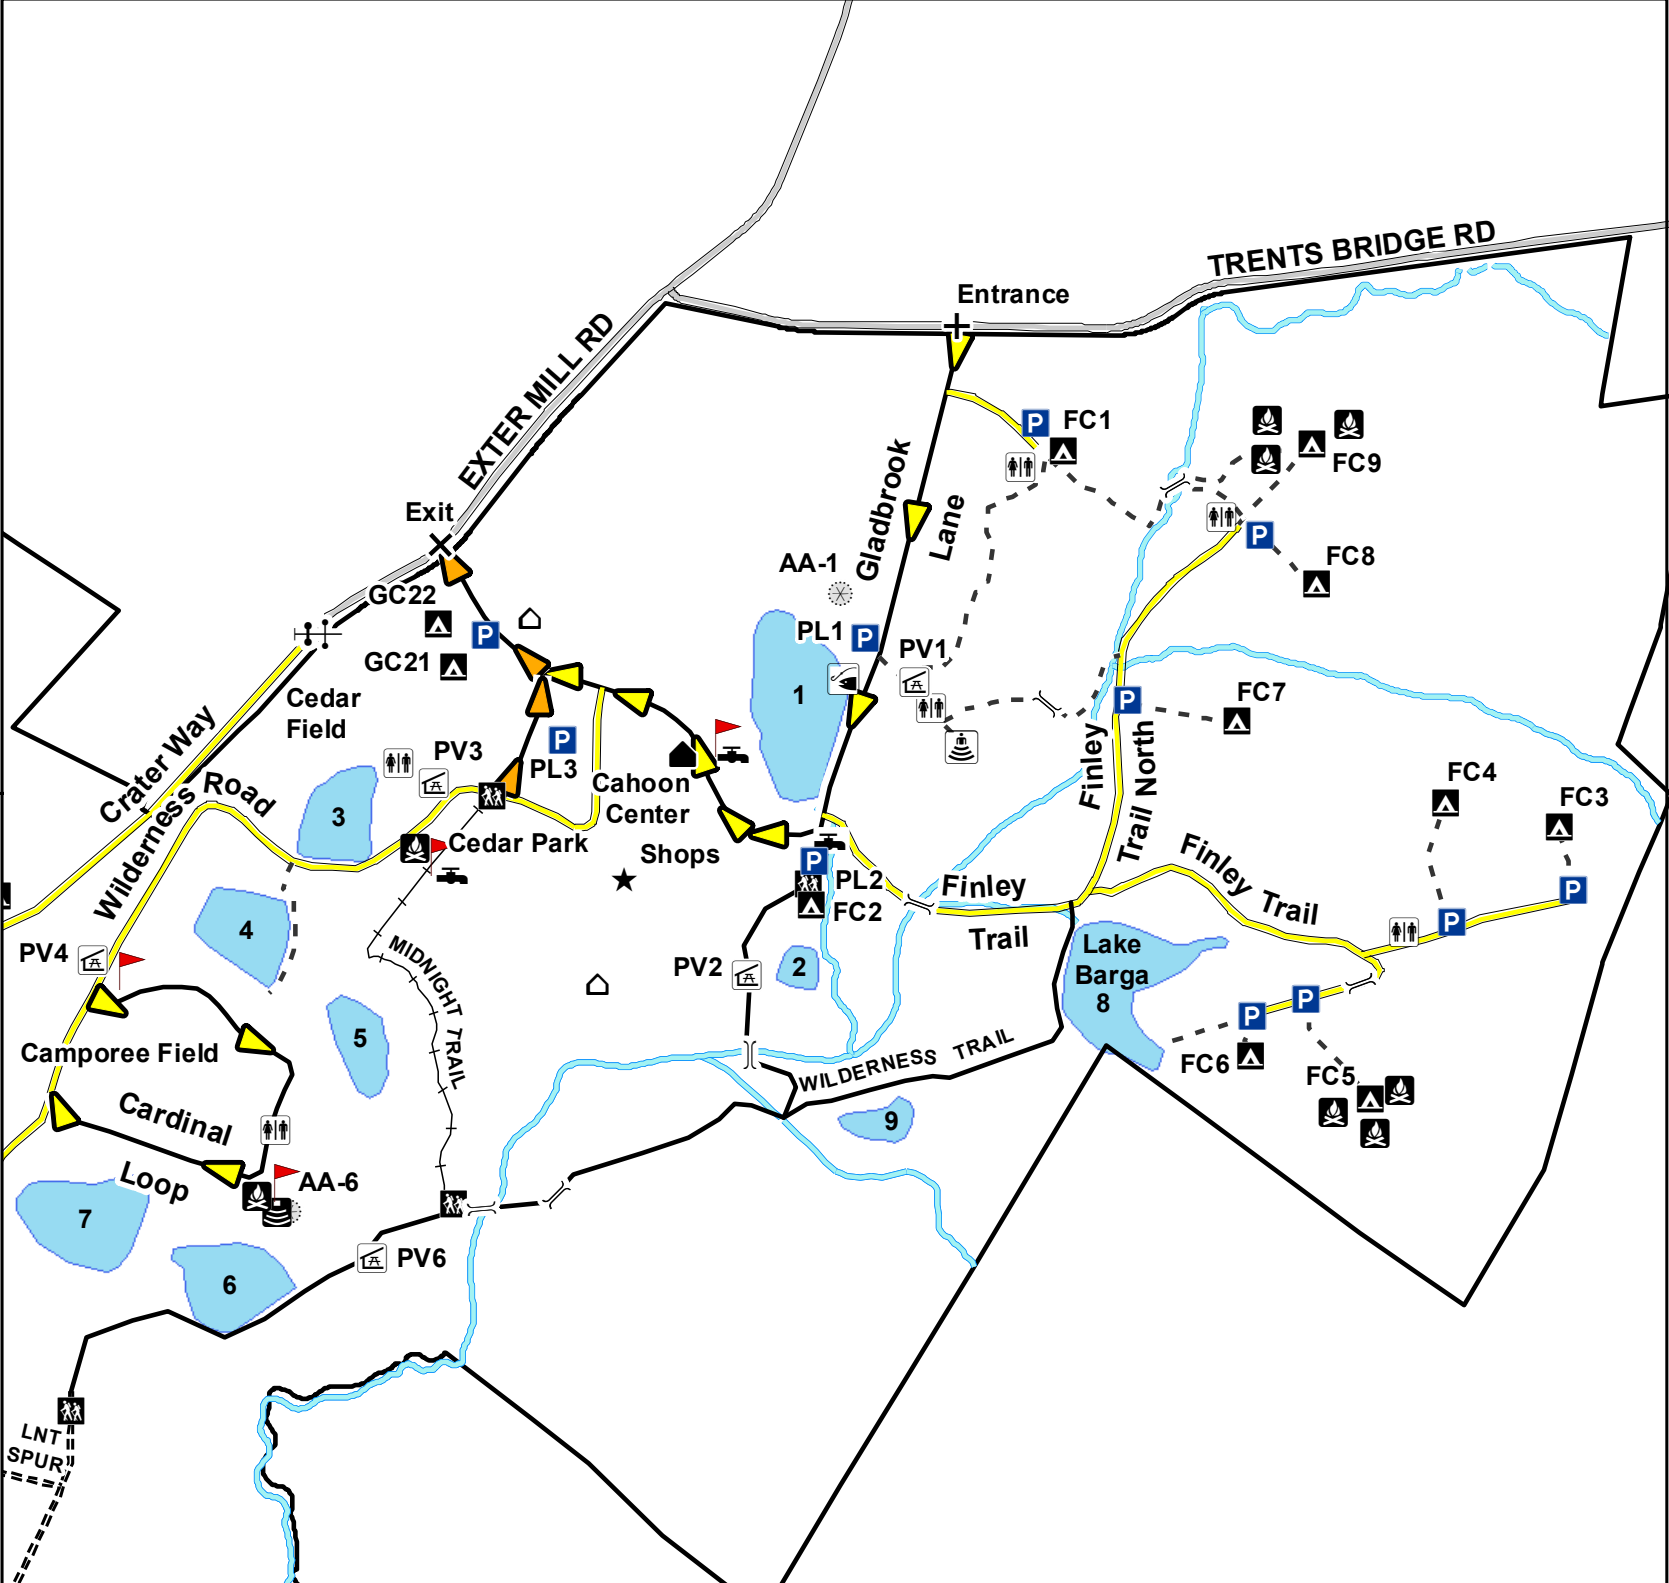 TRENTS BRIDGE RD
Entrance
EXTER MILL RD
P
FC1
FC9
Gladbrook
Lane
Exit
P
FC8
AA-1
GC22
PL1
P
P
PV1
GC21
1
P
FC7
Cedar
Field
Crater Way
PV3
P
PL3
Finley
Trail North
Wilderness Road
Cahoon
Center
FC4
FC3
3
Cedar Park
Shops
P
PL2
Finley
Trail
Finley Trail
P
P
FC2
4
PV4
MIDNIGHT TRAIL
PV2
2
Lake
Barga
8
P
P
5
Camporee Field
WILDERNESS TRAIL
FC6
FC5
9
Cardinal
Loop
AA-6
7
PV6
6
LNT
SPUR